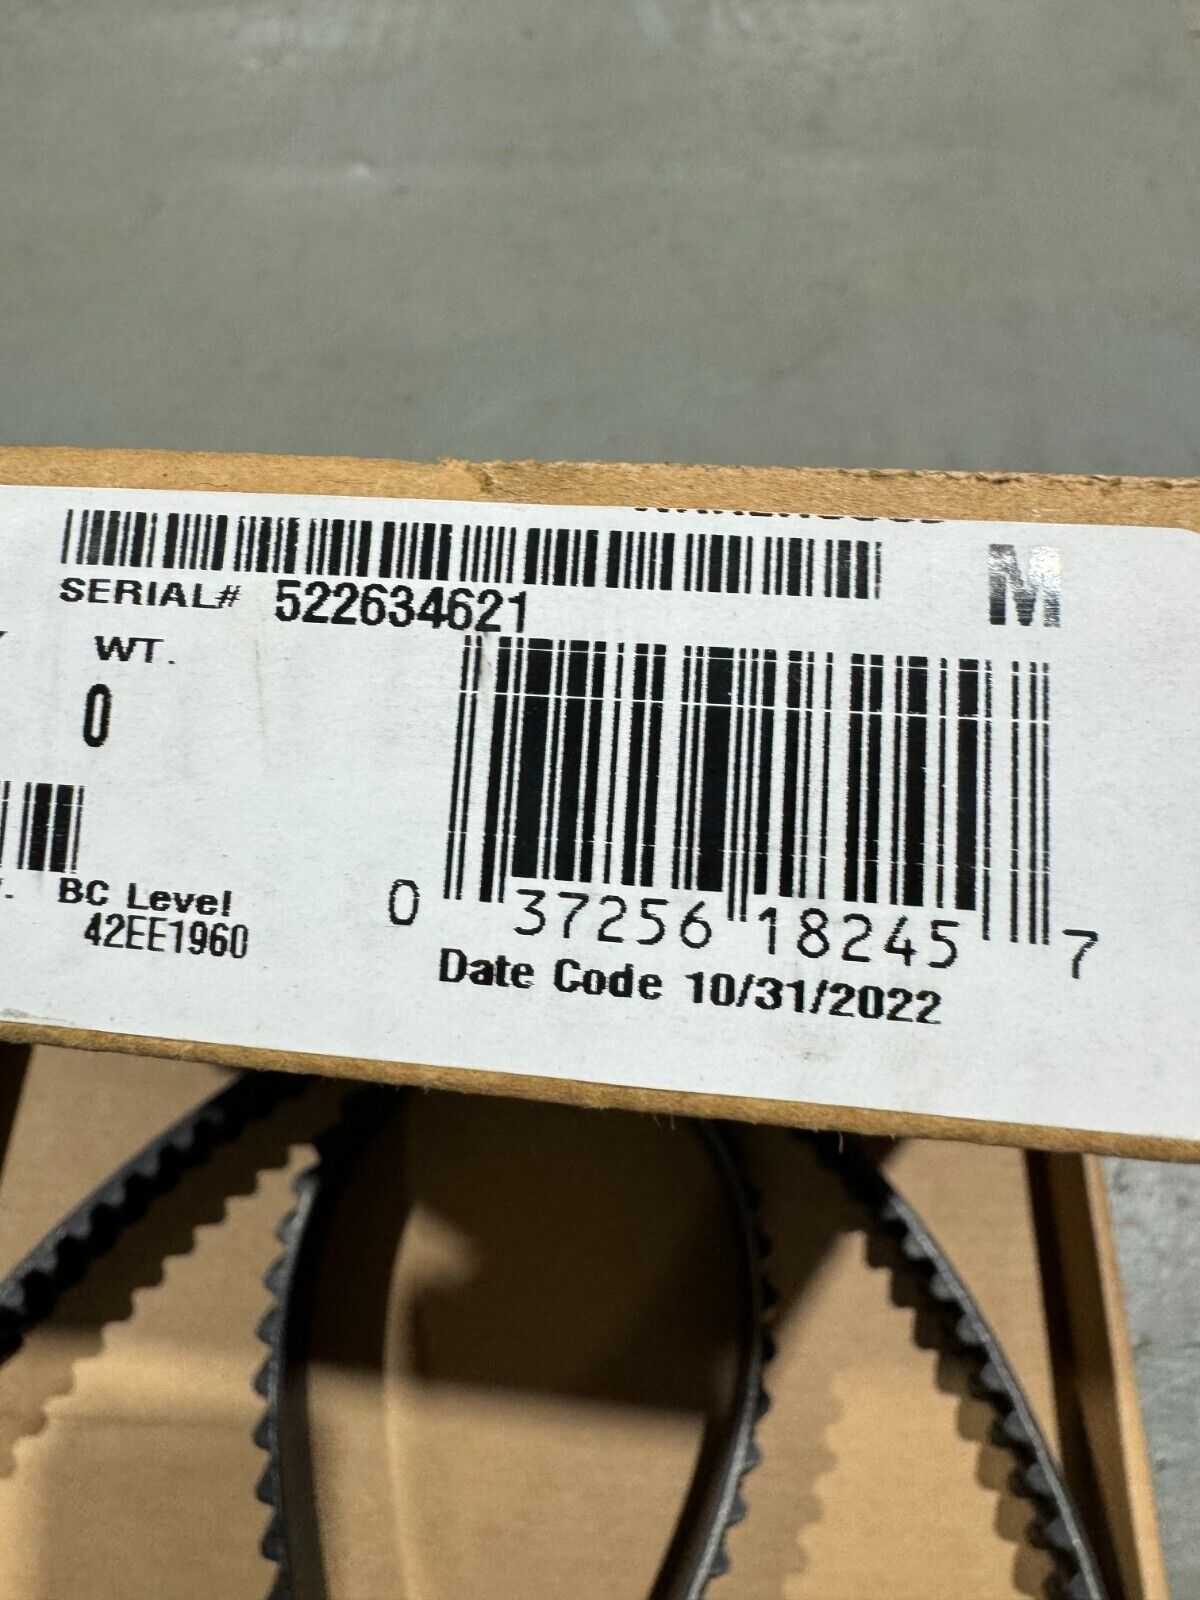 SERIAL# 522634621 M
WT.
0
BC Level
42EE1960
0 37256 18245 7
Date Code 10/31/2022